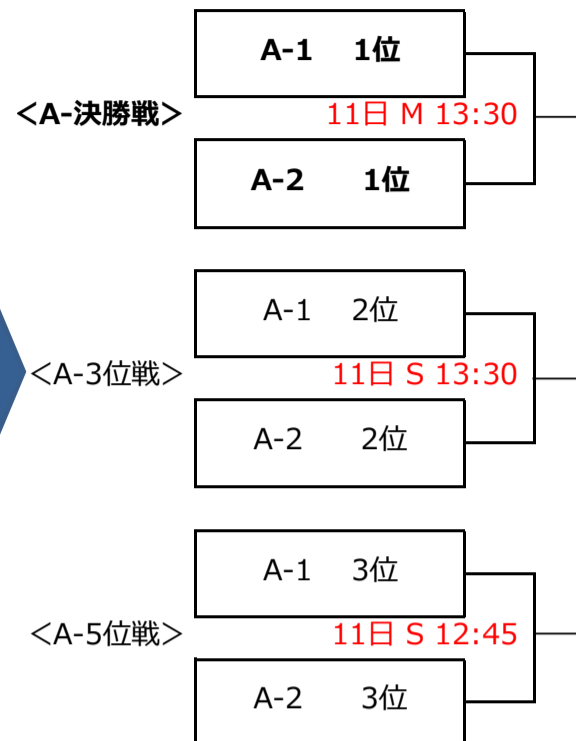 A-1 1位
＜A-決勝戦＞ 11日 M 13:30
A-2 1位
A-1 2位
＜A-3位戦＞ 11日 S 13:30
A-2 2位
A-1 3位
＜A-5位戦＞ 11日 S 12:45
A-2 3位